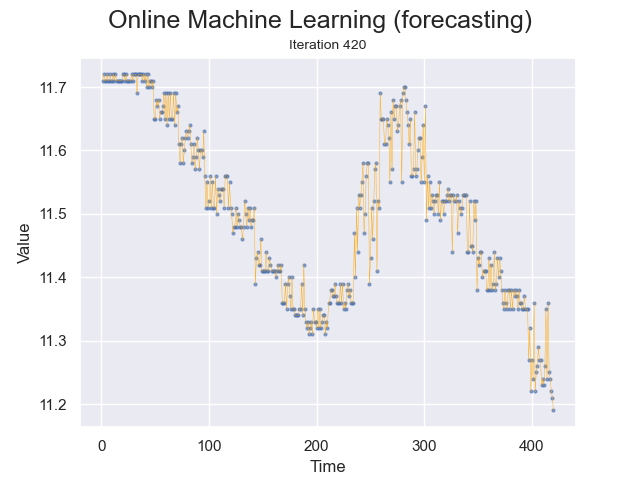 Online Machine Learning (forecasting)
Iteration 420
11.7
11.6
11.5
11.4
11.3
11.2
Value
0 100 200 300 400
Time